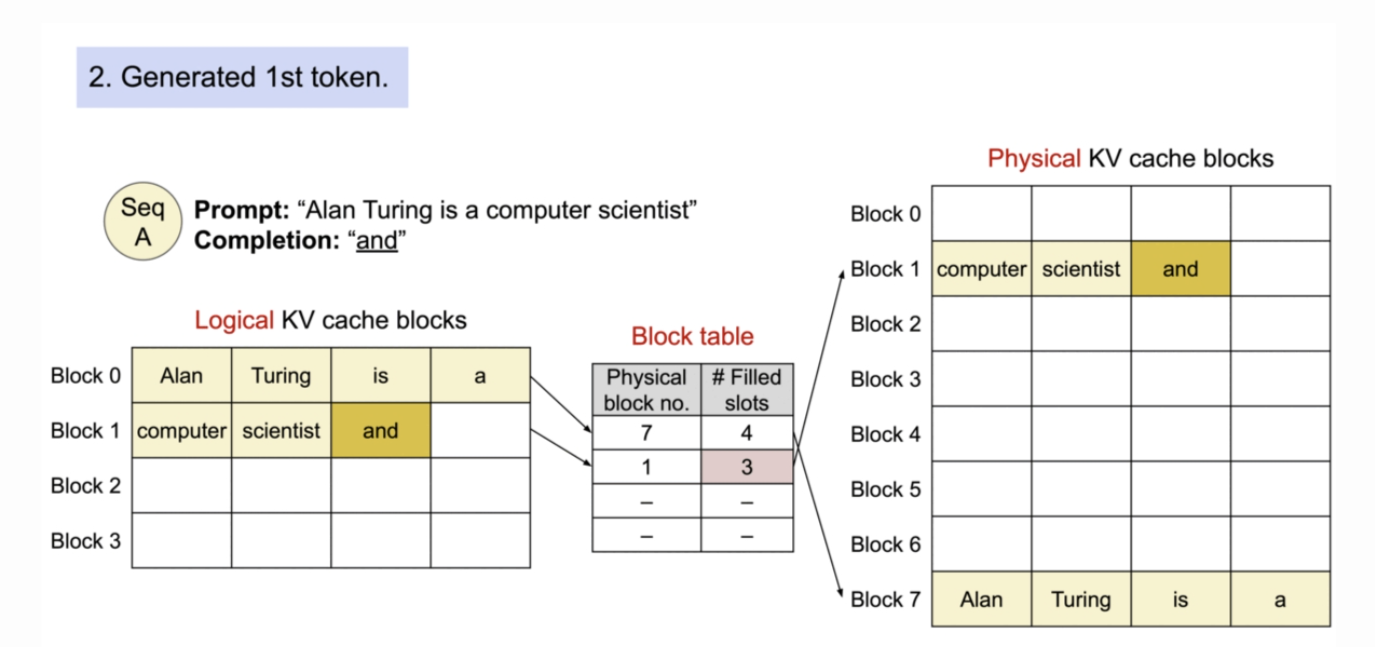 2. Generated 1st token.
Seq
A
Prompt: “Alan Turing is a computer scientist”
Completion: “and”
Logical KV cache blocks
Block 0 Alan Turing is a
Block 1 computer scientist and
Block 2
Block 3
Block table
Physical block no. # Filled slots
7 4
1 3
– –
– –
Physical KV cache blocks
Block 0
Block 1 computer scientist and
Block 2
Block 3
Block 4
Block 5
Block 6
Block 7 Alan Turing is a